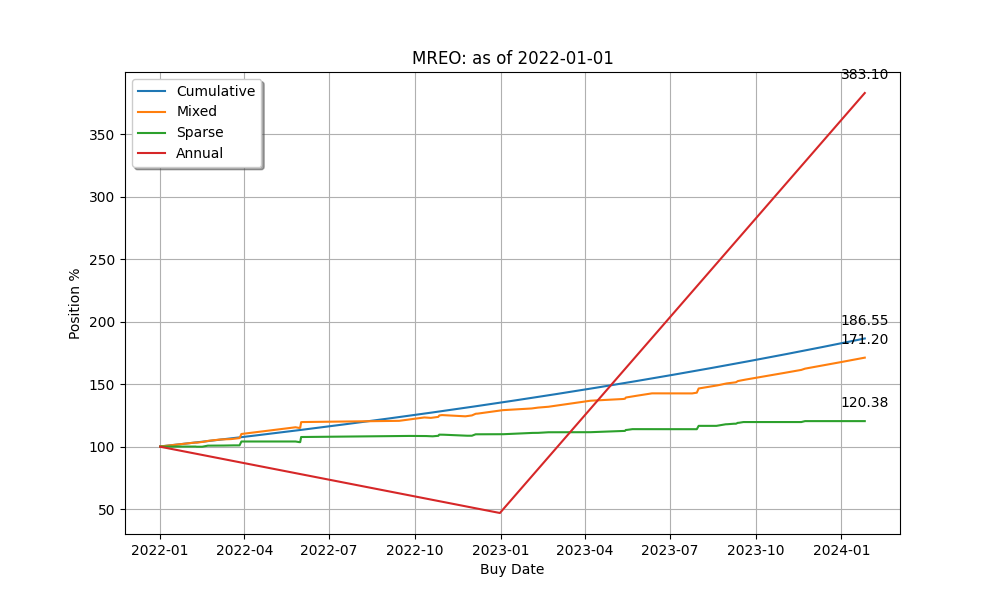 MREO: as of 2022-01-01
383.10
Cumulative
Mixed
Sparse
Annual
350
300
250
200
150
100
50
186.55
171.20
120.38
Position %
2022-01 2022-04 2022-07 2022-10 2023-01 2023-04 2023-07 2023-10 2024-01
Buy Date